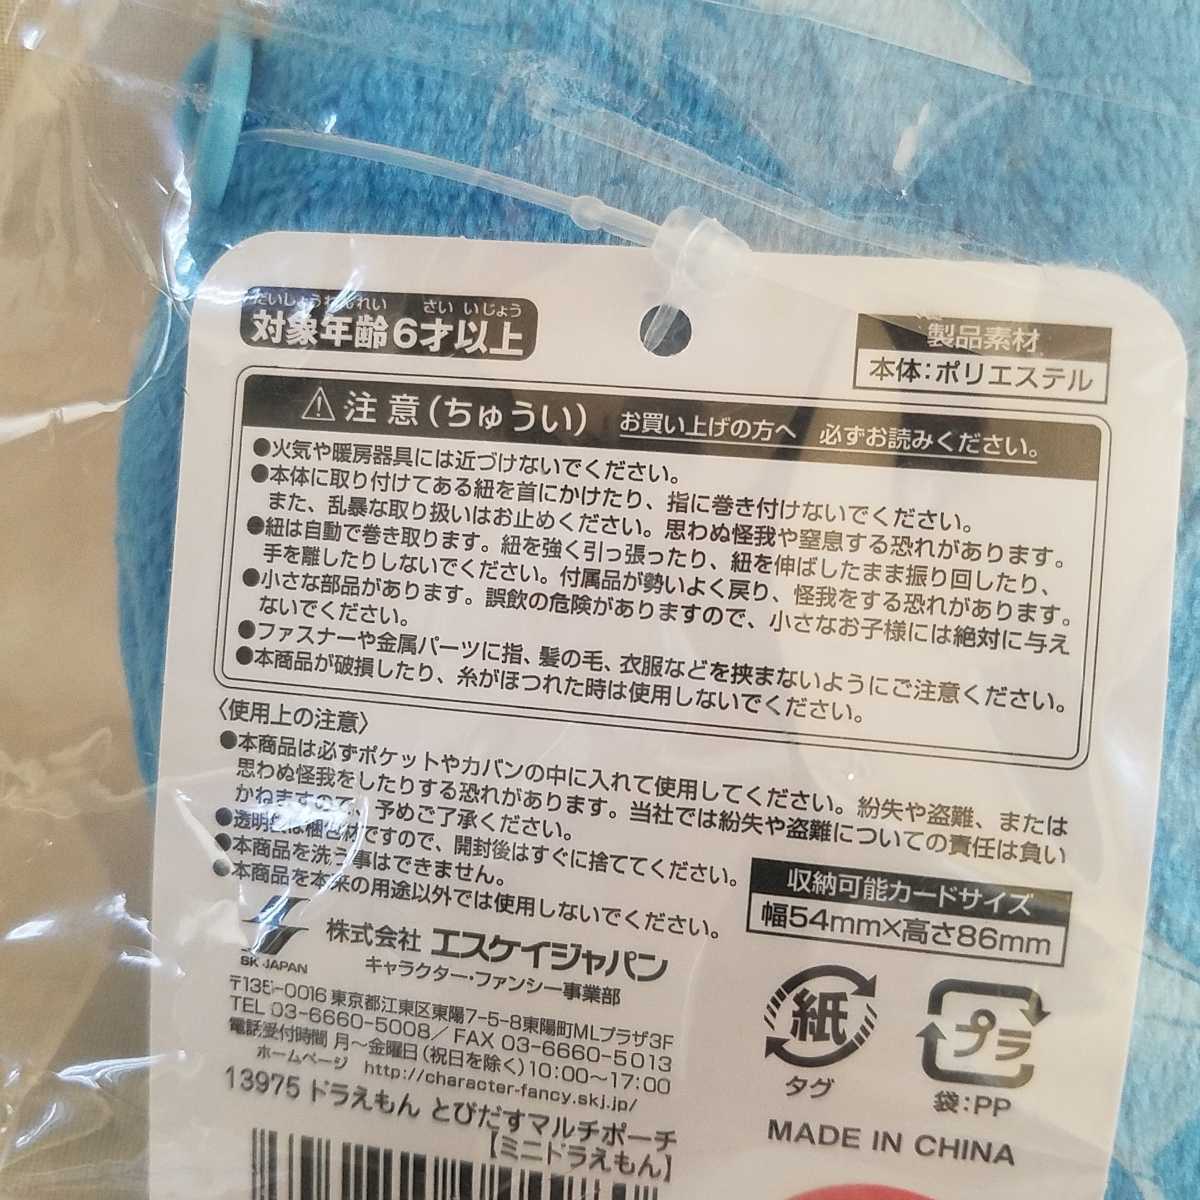 たいしょうねんれい さい いじょう
対象年齢6才以上
製品素材
本体：ポリエステル
⚠注意（ちゅうい） お買い上げの方へ 必ずお読みください。
●火気や暖房器具には近づけないでください。
●本体に取り付けてある紐を首にかけたり、指に巻き付けないでください。
また、乱暴な取り扱いはお止めください。思わぬ怪我や窒息する恐れがあります。
●紐は自動で巻き取ります。紐を強く引っ張ったり、紐を伸ばしたまま振り回したり、
手を離したりしないでください。付属品が勢いよく戻り、怪我をする恐れがあります。
●小さな部品があります。誤飲の危険がありますので、小さなお子様には絶対に与え
ないでください。
●ファスナーや金属パーツに指、髪の毛、衣服などを挟まないようにご注意ください。
●本商品が破損したり、糸がほつれた時は使用しないでください。
〈使用上の注意〉
●本商品は必ずポケットやカバンの中に入れて使用してください。紛失や盗難、または
思わぬ怪我をしたりする恐れがあります。当社では紛失や盗難についての責任は負い
かねますので、予めご了承ください。
●透明袋は梱包材ですので、開封後はすぐに捨ててください。
●本商品を洗う事はできません。
●本商品を本来の用途以外では使用しないでください。
収納可能カードサイズ
幅54mm×高さ86mm
SK JAPAN
株式会社 エスケイジャパン
キャラクター・ファンシー事業部
〒135-0016 東京都江東区東陽7-5-8東陽町MLプラザ3F
TEL 03-6660-5008／FAX 03-6660-5013
電話受付時間 月～金曜日（祝日を除く）10:00～17:00
ホームページ http://character-fancy.skj.jp/
13975 ドラえもん とびだすマルチポーチ
【ミニドラえもん】
紙
タグ
プラ
袋：PP
MADE IN CHINA